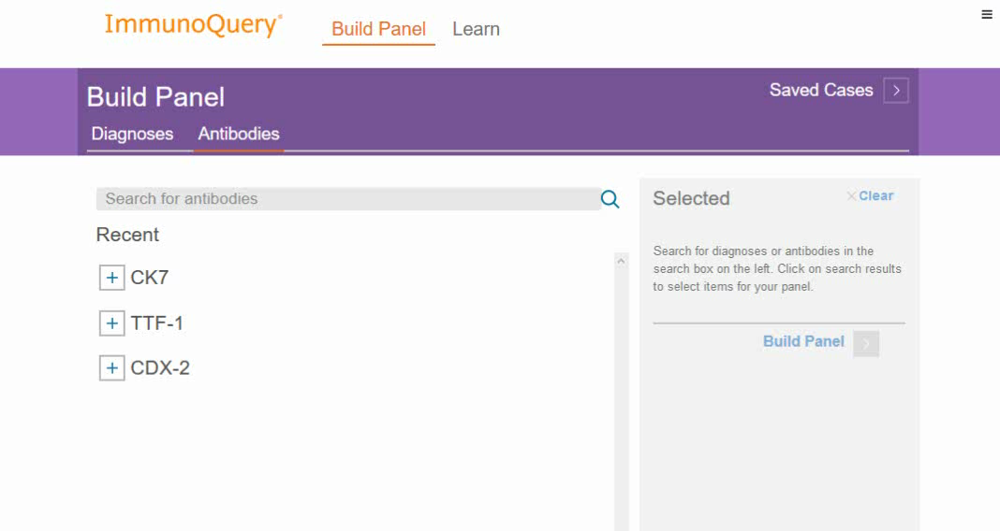 ImmunoQuery®
Build Panel
Learn
Build Panel
Saved Cases
Diagnoses
Antibodies
Search for antibodies
Recent
+ CK7
+ TTF-1
+ CDX-2
Selected
Clear
Search for diagnoses or antibodies in the
search box on the left. Click on search results
to select items for your panel.
Build Panel